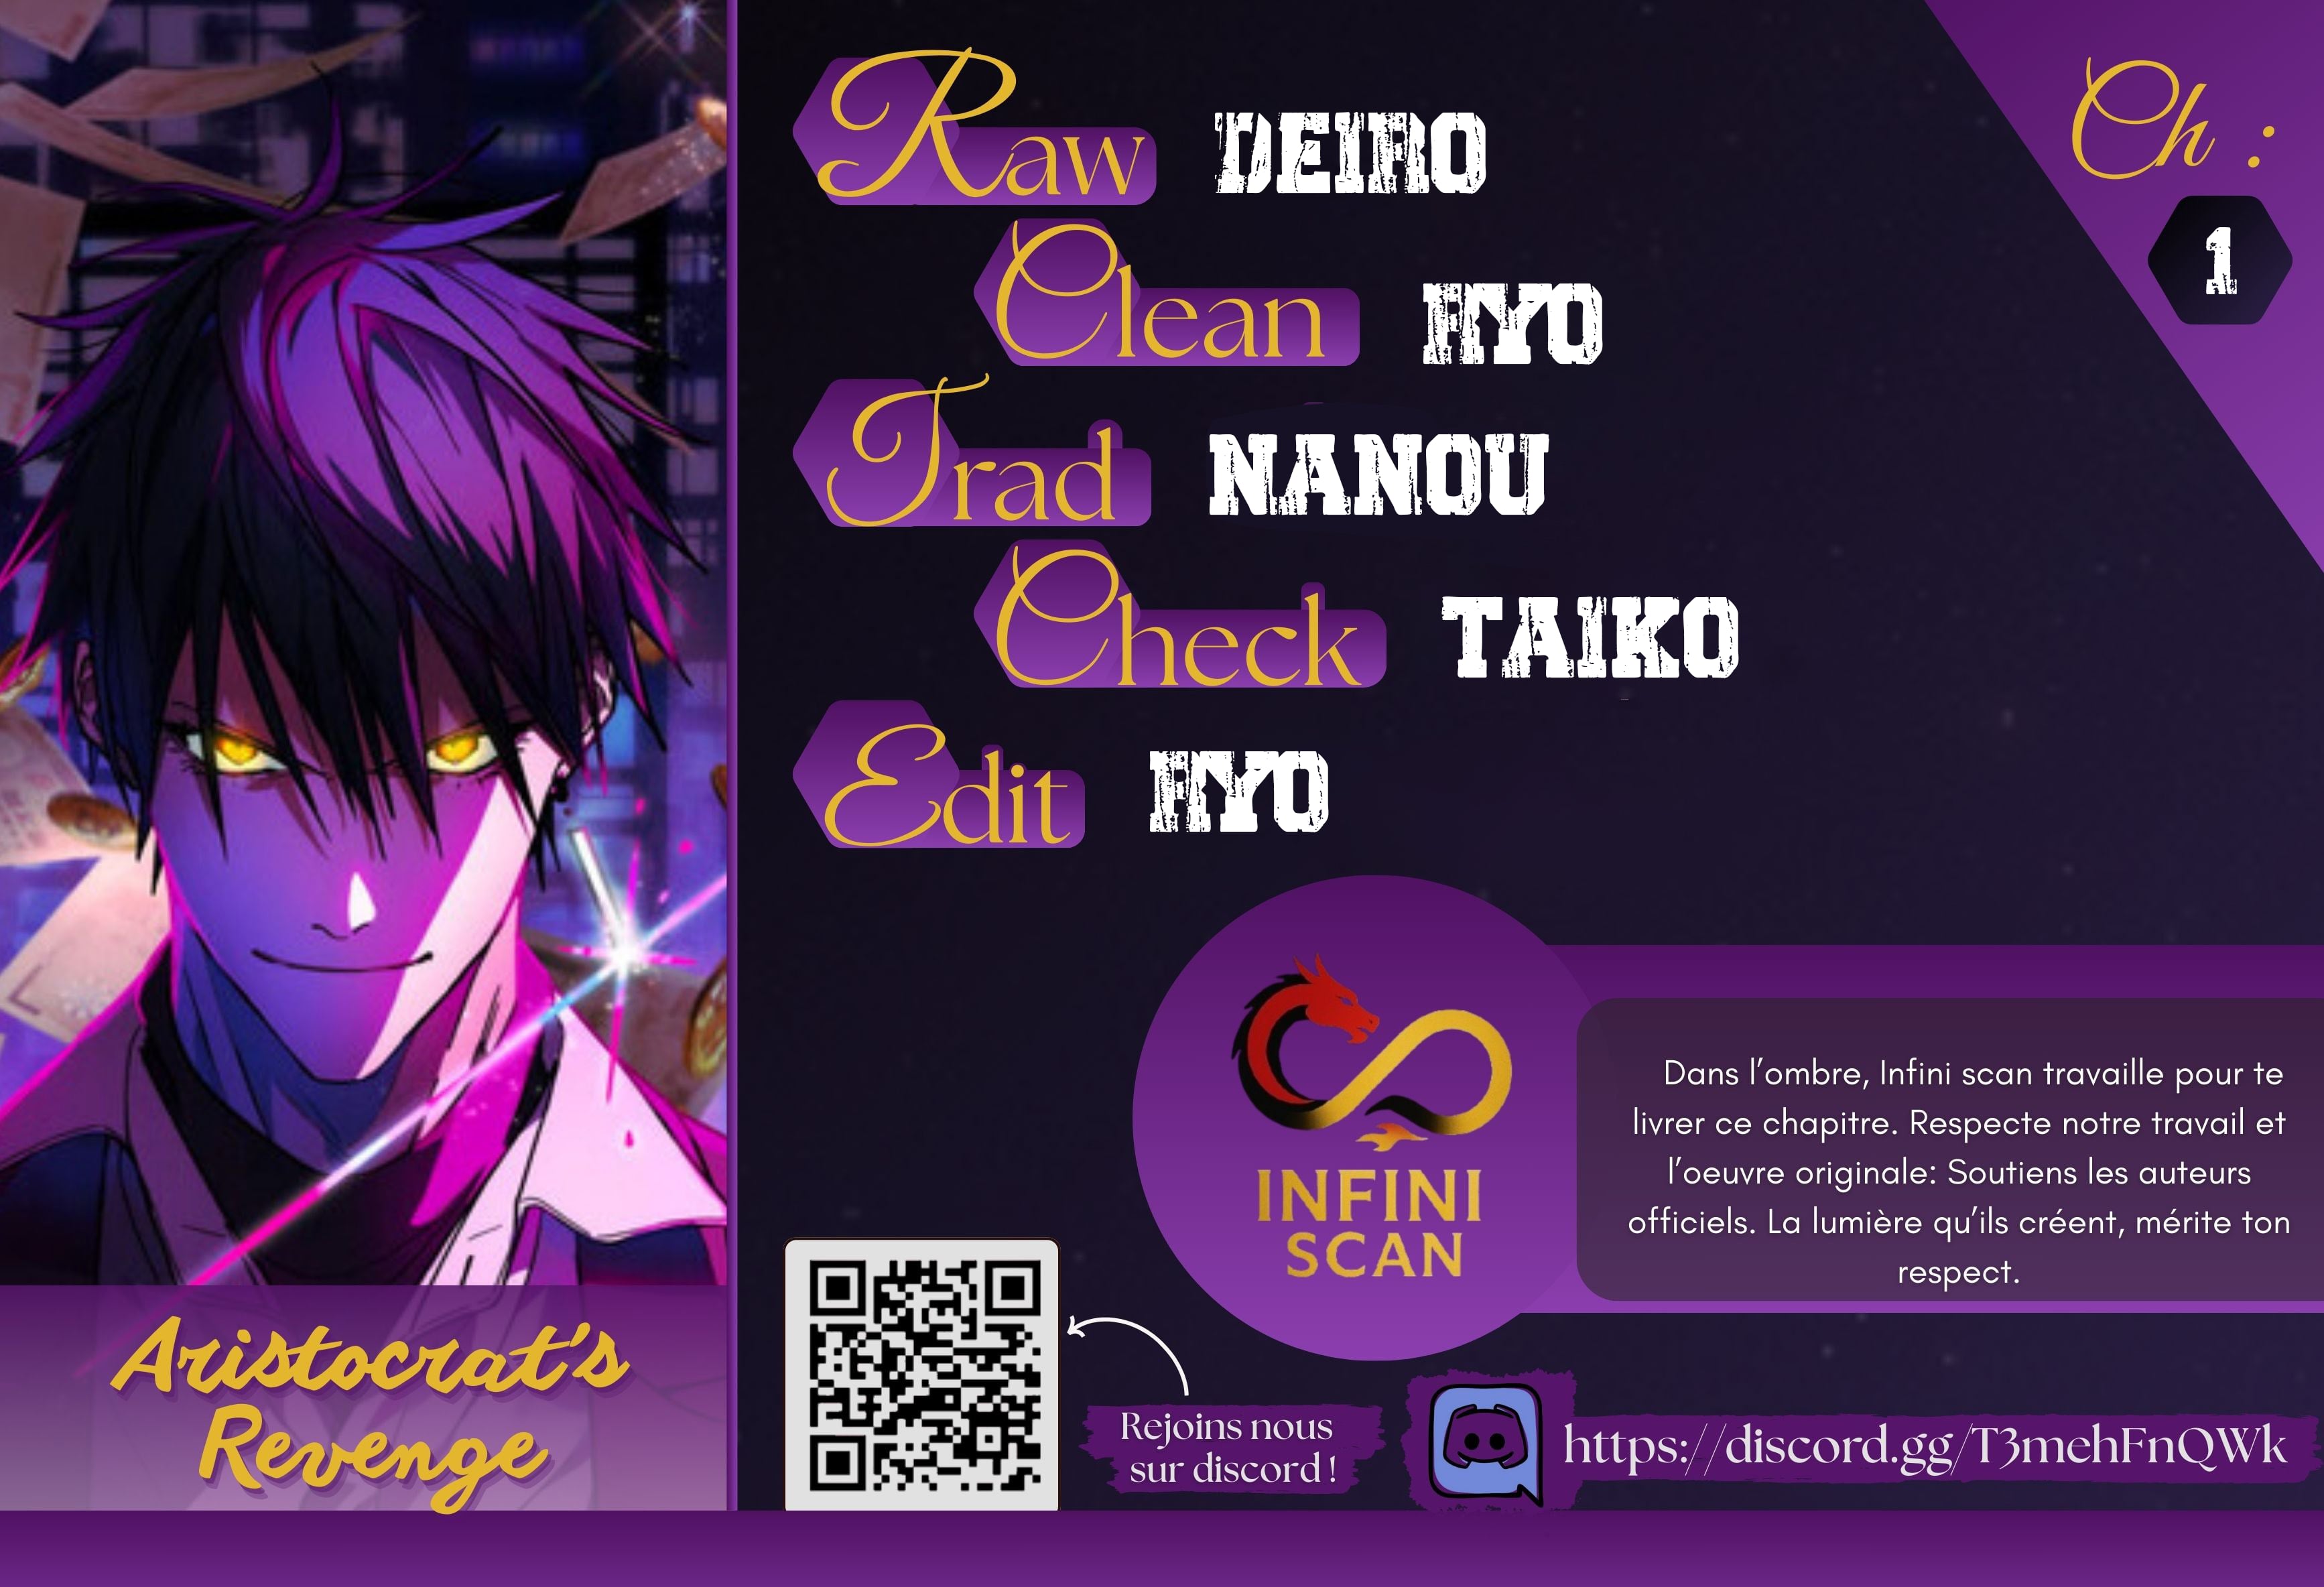 Raw DEIRO
Ch :
1
Clean RYO
Trad NANOU
Check TAIKO
Edit RYO
INFINI
SCAN
Dans l'ombre, Infini scan travaille pour te
livrer ce chapitre. Respecte notre travail et
l'oeuvre originale: Soutiens les auteurs
officiels. La lumière qu'ils créent, mérite ton
respect.
Aristocrat's
Revenge
Rejoins nous
sur discord !
https://discord.gg/T3mehFnQWk